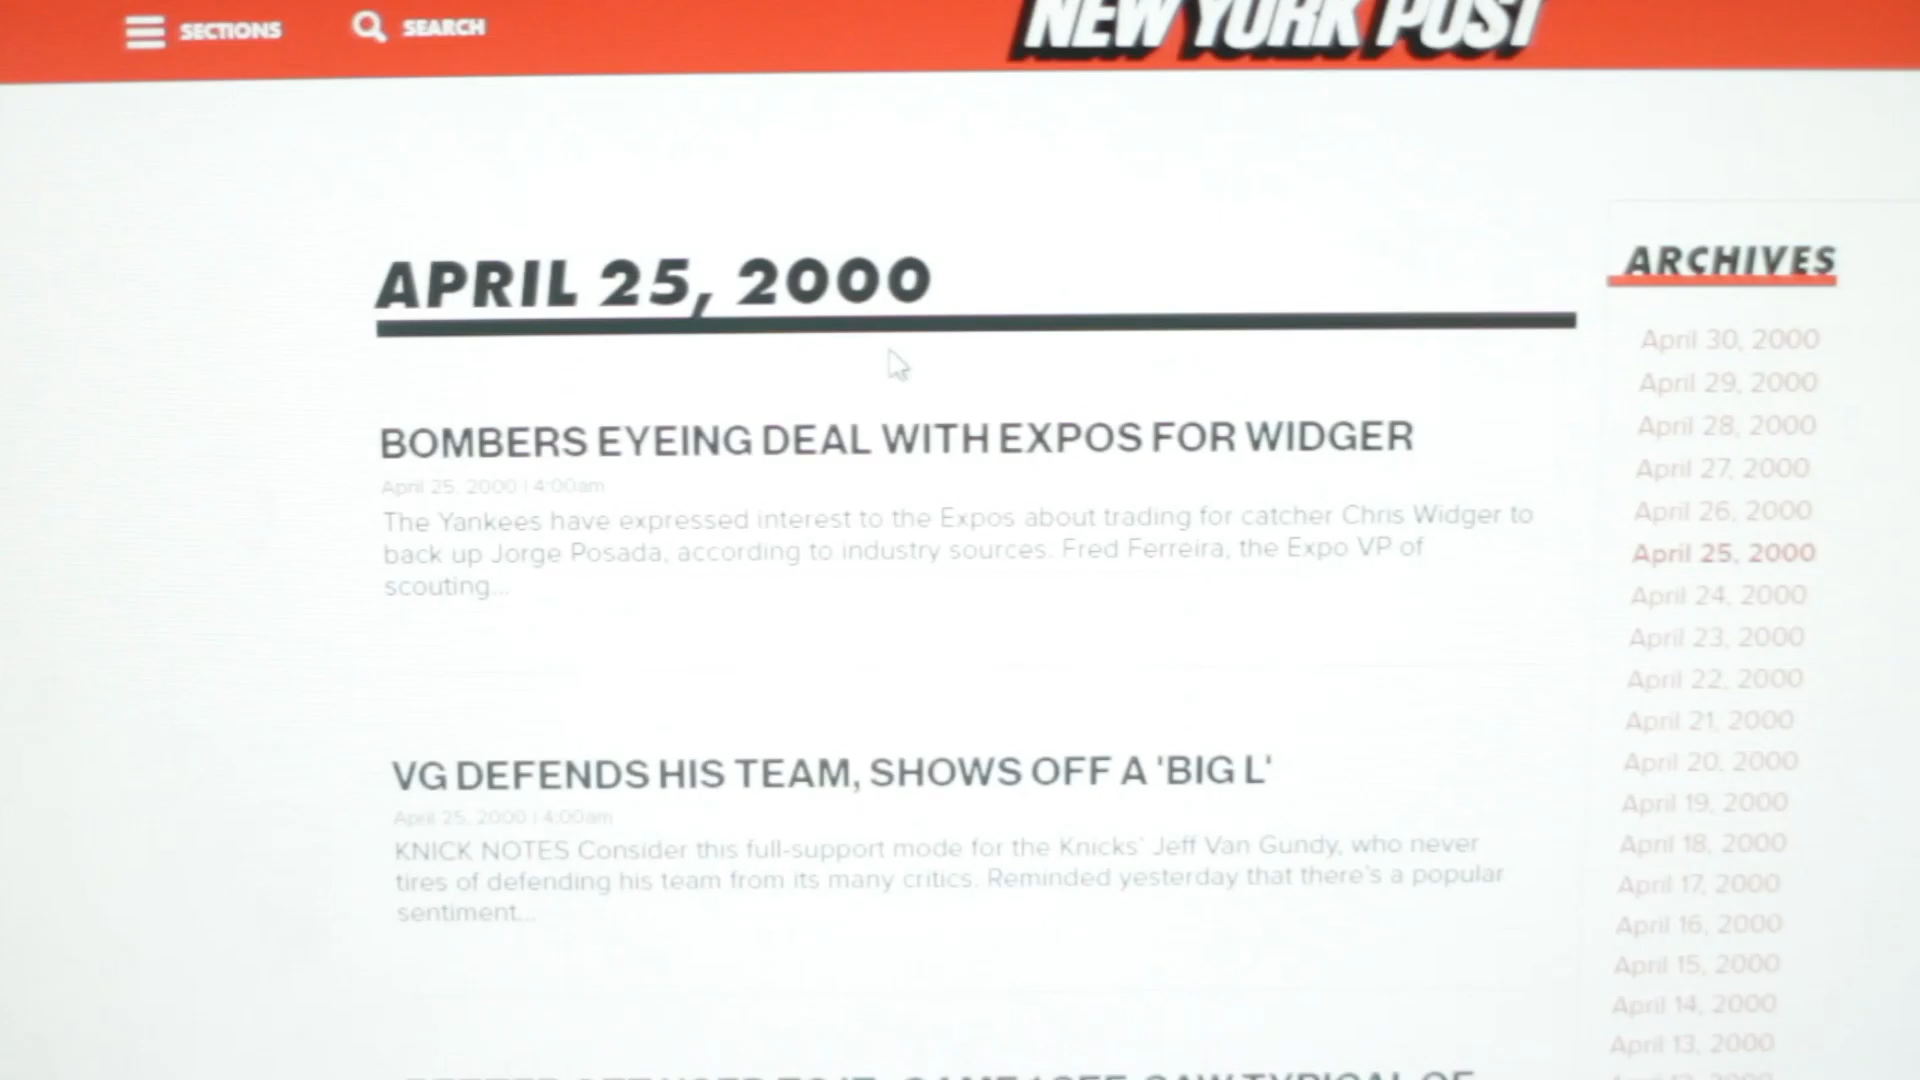 SECTIONS
SEARCH
NEW YORK POST
APRIL 25, 2000
BOMBERS EYEING DEAL WITH EXPOS FOR WIDGER
April 25, 2000 | 4:00am
The Yankees have expressed interest to the Expos about trading for catcher Chris Widger to
back up Jorge Posada, according to industry sources. Fred Ferreira, the Expo VP of
scouting...
VG DEFENDS HIS TEAM, SHOWS OFF A 'BIG L'
April 25, 2000 | 4:00am
KNICK NOTES Consider this full-support mode for the Knicks' Jeff Van Gundy, who never
tires of defending his team from its many critics. Reminded yesterday that there's a popular
sentiment...
ARCHIVES
April 30, 2000
April 29, 2000
April 28, 2000
April 27, 2000
April 26, 2000
April 25, 2000
April 24, 2000
April 23, 2000
April 22, 2000
April 21, 2000
April 20, 2000
April 19, 2000
April 18, 2000
April 17, 2000
April 16, 2000
April 15, 2000
April 14, 2000
April 13, 2000